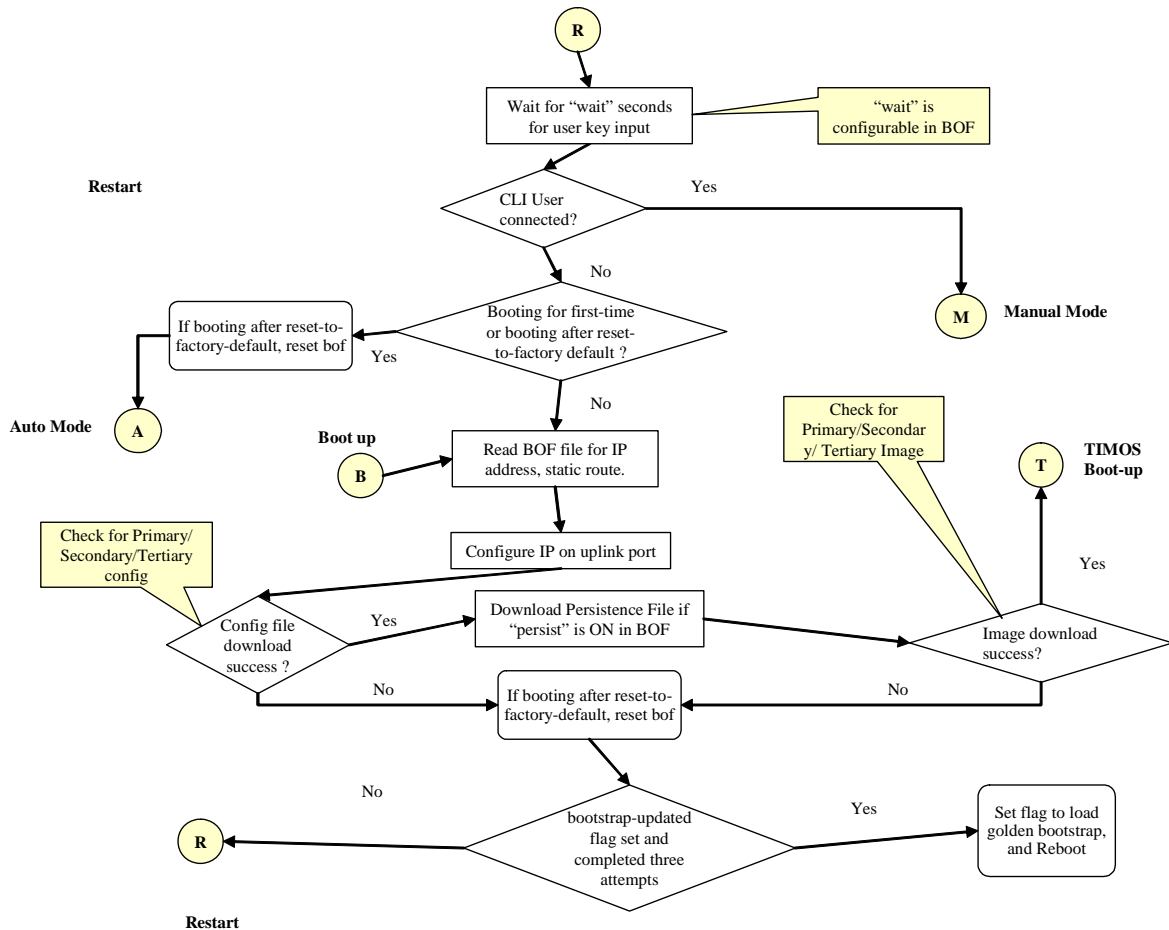 R
Wait for “wait” seconds
for user key input
“wait” is
configurable in BOF
Restart
CLI User
connected?
Yes
No
M
Manual Mode
If booting after reset-to-
factory-default, reset bof
Yes
Booting for first-time
or booting after reset-
to-factory default ?
No
Auto Mode
A
Boot up
B
Read BOF file for IP
address, static route.
Check for
Primary/Secondar
y/ Tertiary Image
T
TIMOS
Boot-up
Check for Primary/
Secondary/Tertiary
config
Configure IP on uplink port
Yes
Config file
download
success ?
Yes
Download Persistence File if
“persist” is ON in BOF
Image download
success?
No
If booting after reset-to-
factory-default, reset bof
No
No
Yes
R
bootstrap-updated
flag set and
completed three
attempts
Set flag to load
golden bootstrap,
and Reboot
Restart